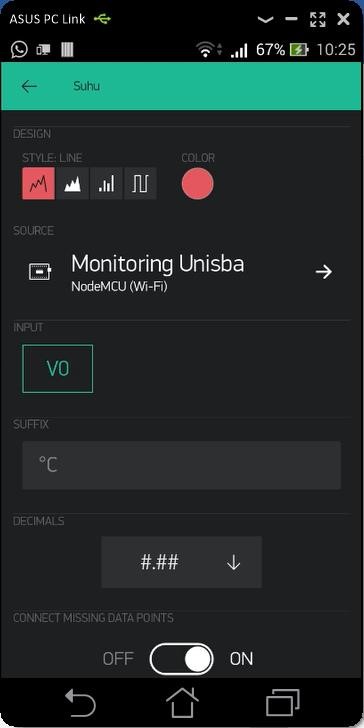 ASUS PC Link
67% 10:25
Suhu
DESIGN
STYLE: LINE COLOR
SOURCE
Monitoring Unisba
NodeMCU (Wi-Fi)
INPUT
V0
SUFFIX
°C
DECIMALS
#.##
CONNECT MISSING DATA POINTS
OFF ON